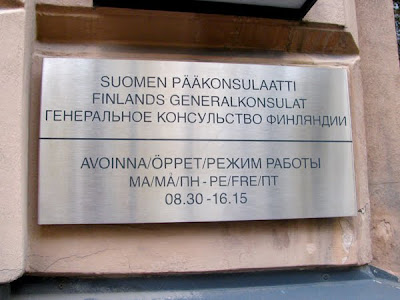 SUOMEN PÄÄKONSULAATTI
FINLANDS GENERALKONSULAT
ГЕНЕРАЛЬНОЕ КОНСУЛЬСТВО ФИНЛЯНДИИ
AVOINNA/ÖPPET/РЕЖИМ РАБОТЫ
MA/MÅ/ПН - PE/FRE/ПТ
08.30 -16.15